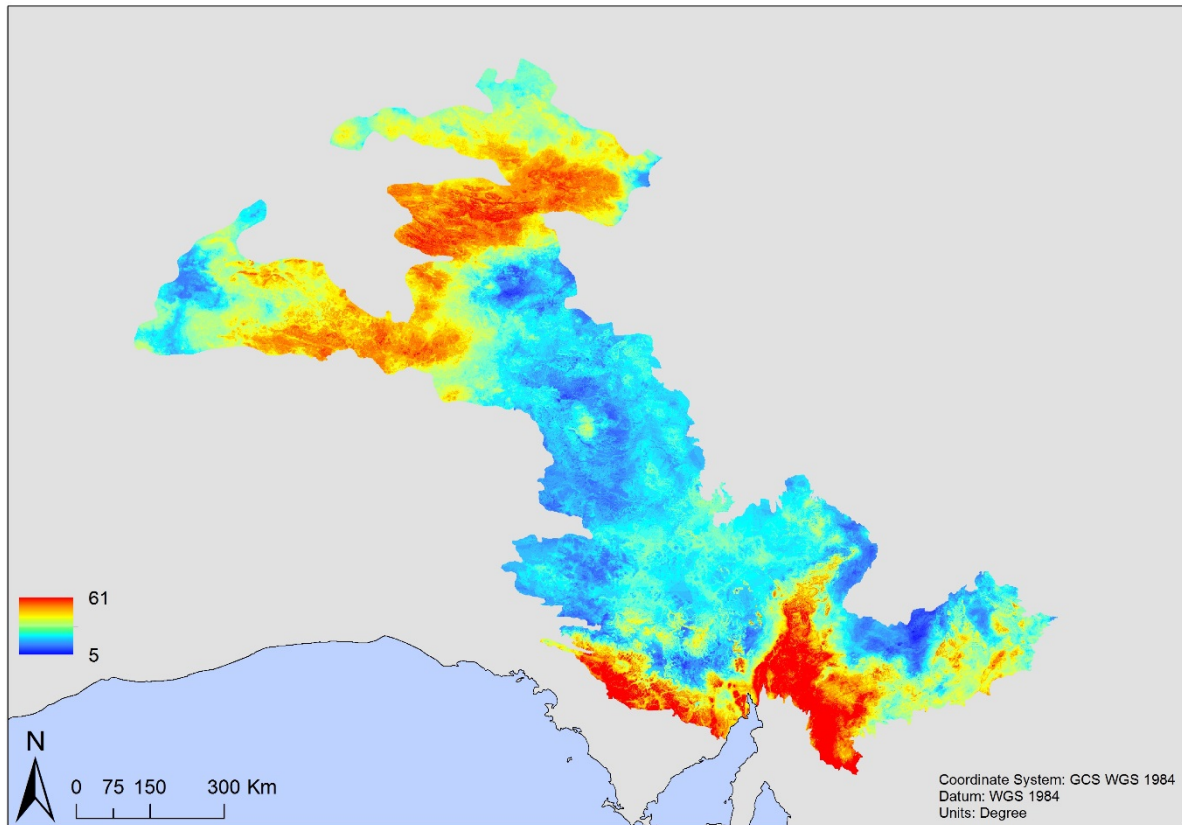 61
5
N
0 75 150 300 Km
Coordinate System: GCS WGS 1984
Datum: WGS 1984
Units: Degree